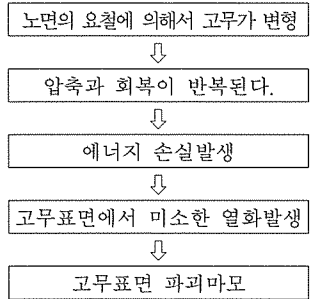 노면의 요철에 의해서 고무가 변형
압축과 회복이 반복된다.
에너지 손실발생
고무표면에서 미소한 열화발생
고무표면 파괴마모